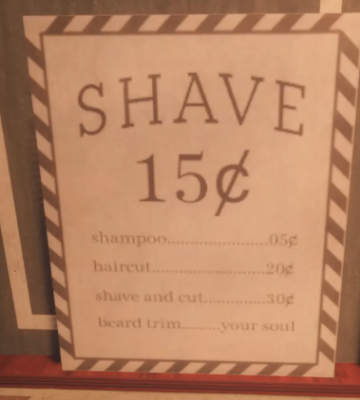 SHAVE
15¢
shampoo......................05¢
haircut.........................20¢
shave and cut...............30¢
beard trim.........your soul